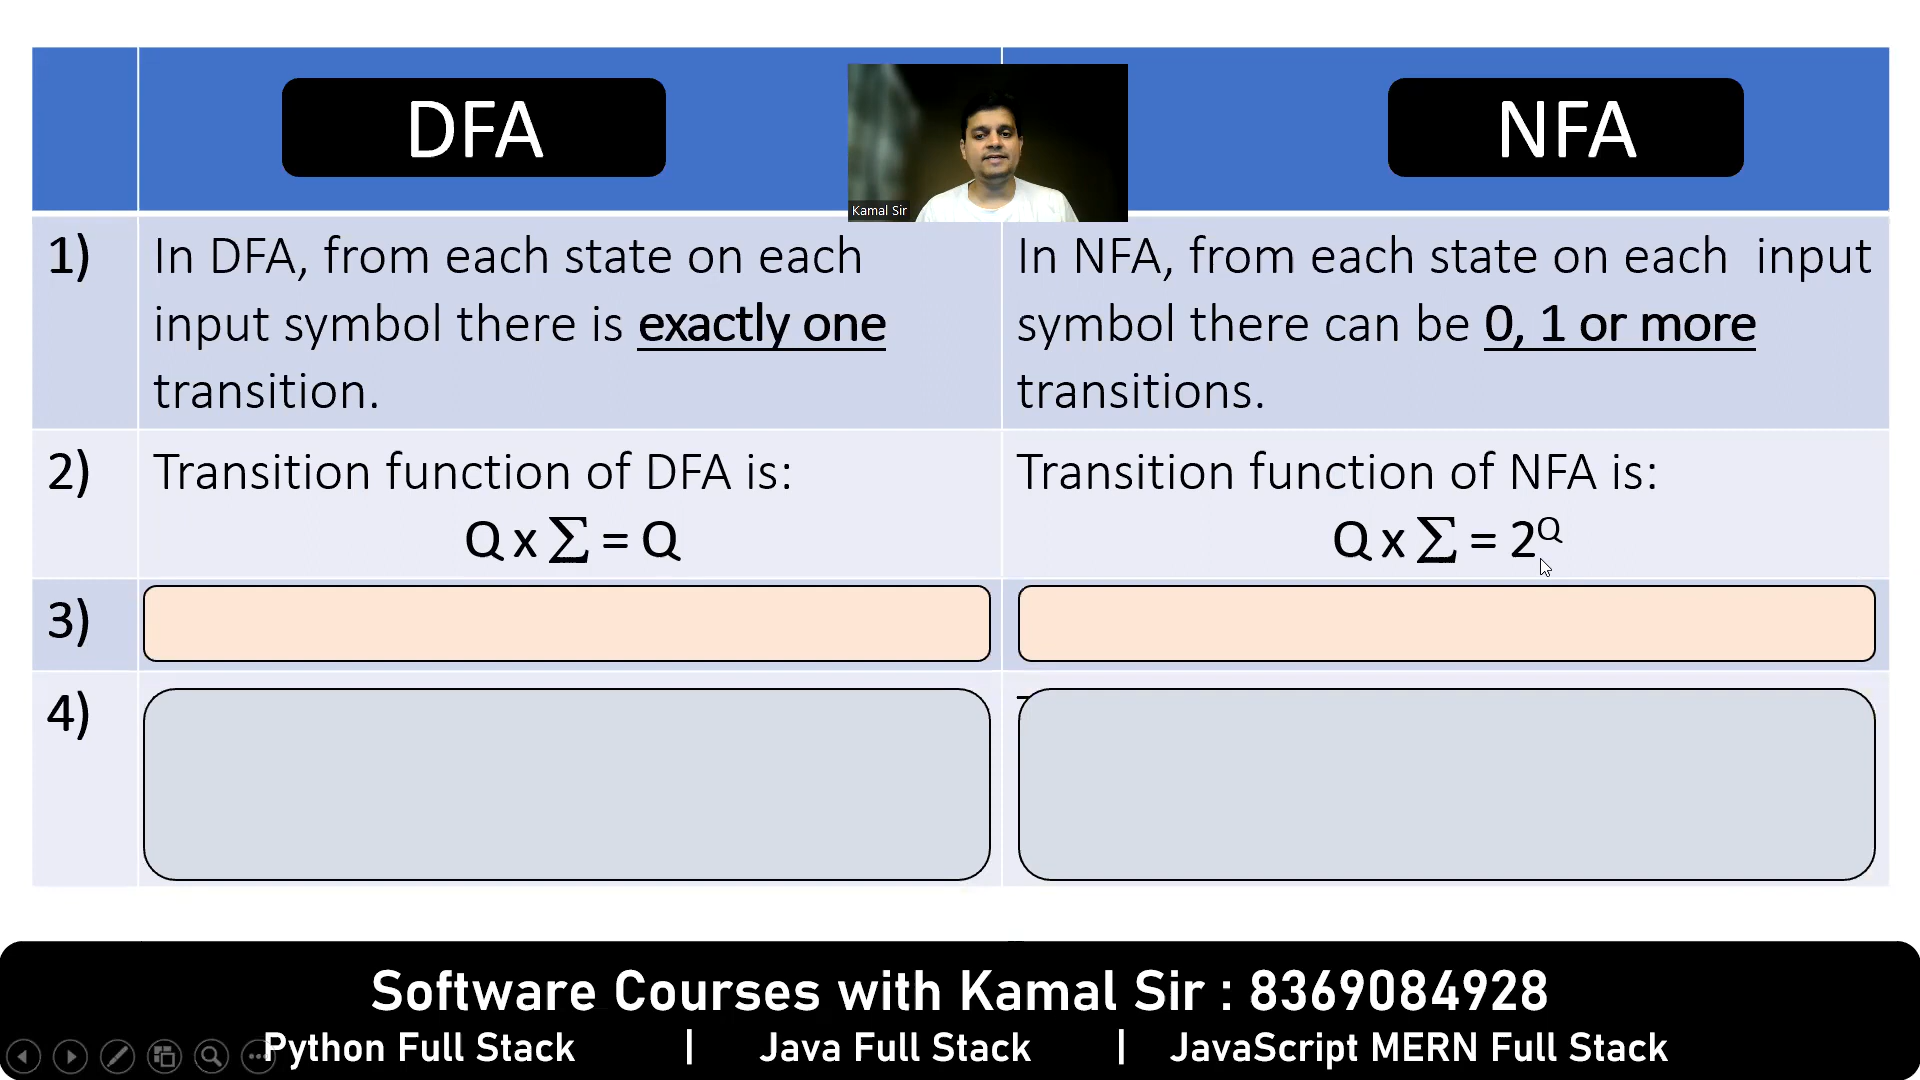 DFA
NFA
Kamal Sir
1)
In DFA, from each state on each
input symbol there is exactly one
transition.
In NFA, from each state on each input
symbol there can be 0, 1 or more
transitions.
2)
Transition function of DFA is:
Q x ∑ = Q
Transition function of NFA is:
Q x ∑ = 2^Q
3)
4)
Software Courses with Kamal Sir : 8369084928
Python Full Stack | Java Full Stack | JavaScript MERN Full Stack